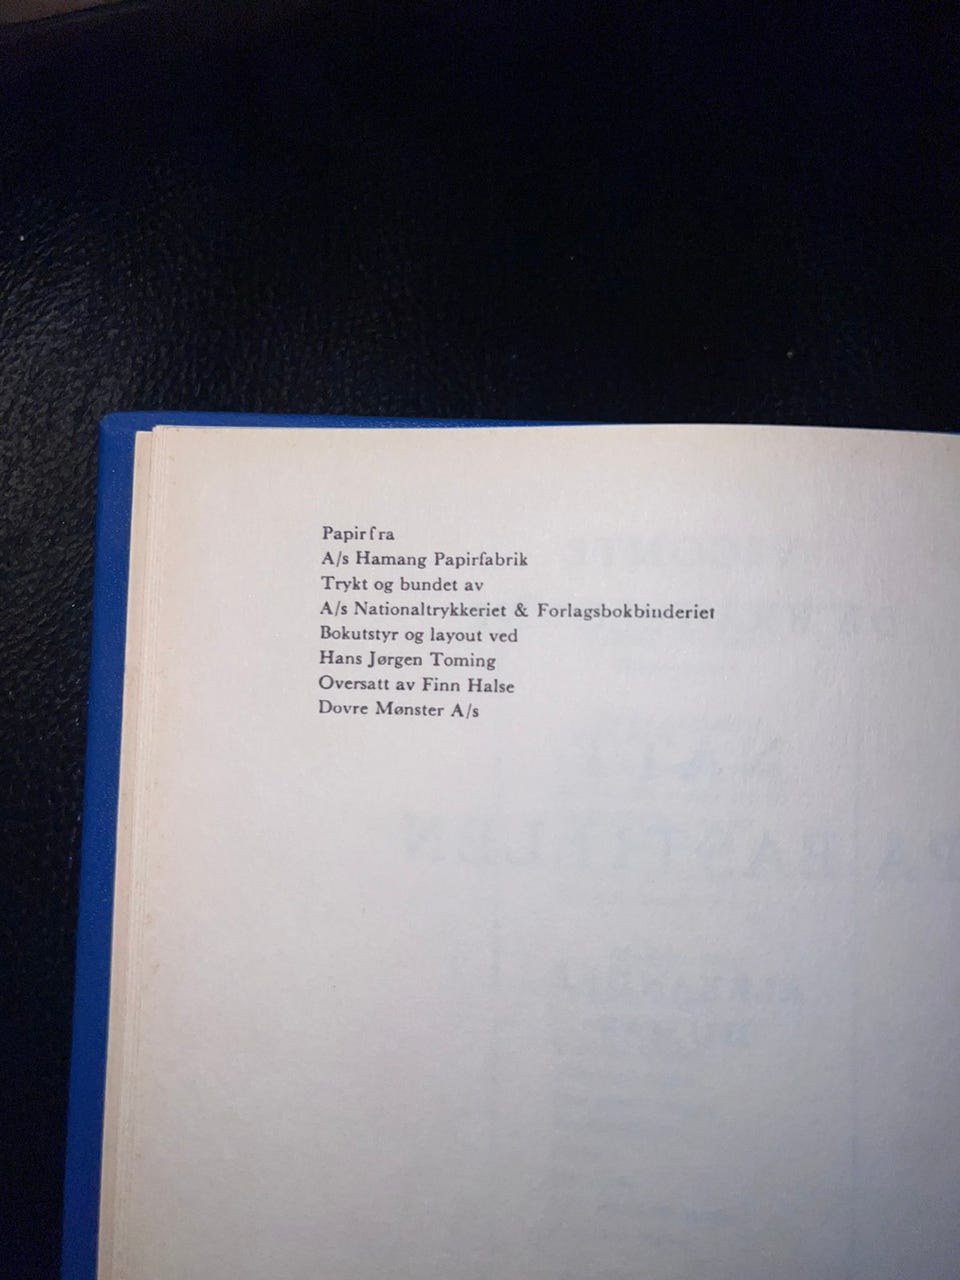 Papir fra
A/s Hamang Papirfabrik
Trykt og bundet av
A/s Nationaltrykkeriet & Forlagsbokbinderiet
Bokutstyr og layout ved
Hans Jørgen Toming
Oversatt av Finn Halse
Dovre Mønster A/s